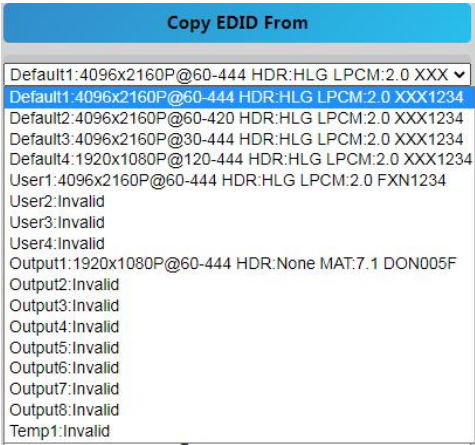 Copy EDID From
Default1:4096x2160P@60-444 HDR:HLG LPCM:2.0 XXX
Default1:4096x2160P@60-444 HDR:HLG LPCM:2.0 XXX1234
Default2:4096x2160P@60-420 HDR:HLG LPCM:2.0 XXX1234
Default3:4096x2160P@30-444 HDR:HLG LPCM:2.0 XXX1234
Default4:1920x1080P@120-444 HDR:HLG LPCM:2.0 XXX1234
User1:4096x2160P@60-444 HDR:HLG LPCM:2.0 FXN1234
User2:Invalid
User3:Invalid
User4:Invalid
Output1:1920x1080P@60-444 HDR:None MAT:7.1 DON005F
Output2:Invalid
Output3:Invalid
Output4:Invalid
Output5:Invalid
Output6:Invalid
Output7:Invalid
Output8:Invalid
Temp1:Invalid